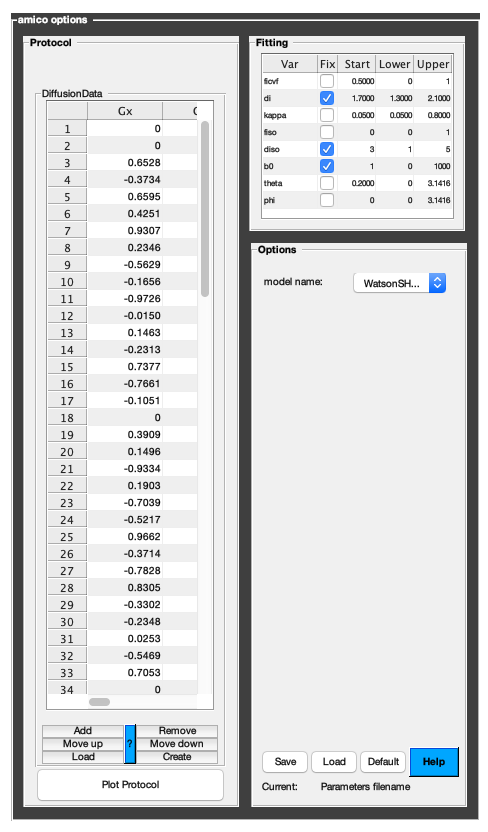 amico options
Protocol
DiffusionData
Gx
1 0
2 0
3 0.6528
4 -0.3734
5 0.6595
6 0.4251
7 0.9307
8 0.2346
9 -0.5629
10 -0.1656
11 -0.9726
12 -0.0150
13 0.1463
14 -0.2313
15 0.7377
16 -0.7661
17 -0.1051
18 0
19 0.3909
20 0.1496
21 -0.9334
22 0.1903
23 -0.7039
24 -0.5217
25 0.9662
26 -0.3714
27 -0.7828
28 0.8305
29 -0.3302
30 -0.2348
31 0.0253
32 -0.5469
33 0.7053
34 0
Add ? Remove
Move up Move down
Load Create
Plot Protocol
Fitting
Var Fix Start Lower Upper
ficvf 0.5000 0 1
di 1.7000 1.3000 2.1000
kappa 0.0500 0.0500 0.8000
fiso 0 0 1
diso 3 1 5
b0 1 0 1000
theta 0.2000 0 3.1416
phi 0 0 3.1416
Options
model name: WatsonSH...
Save Load Default Help
Current: Parameters filename